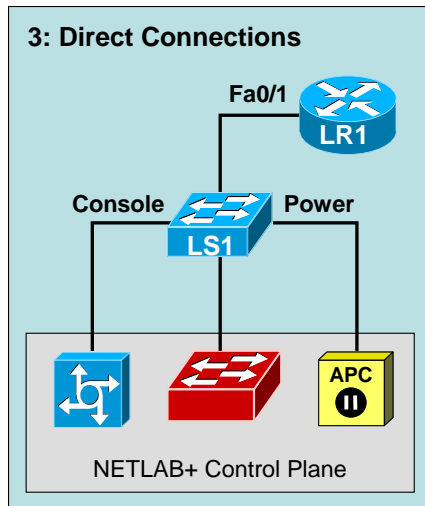 3: Direct Connections
Fa0/1
LR1
Console
Power
LS1
APC
NETLAB+ Control Plane